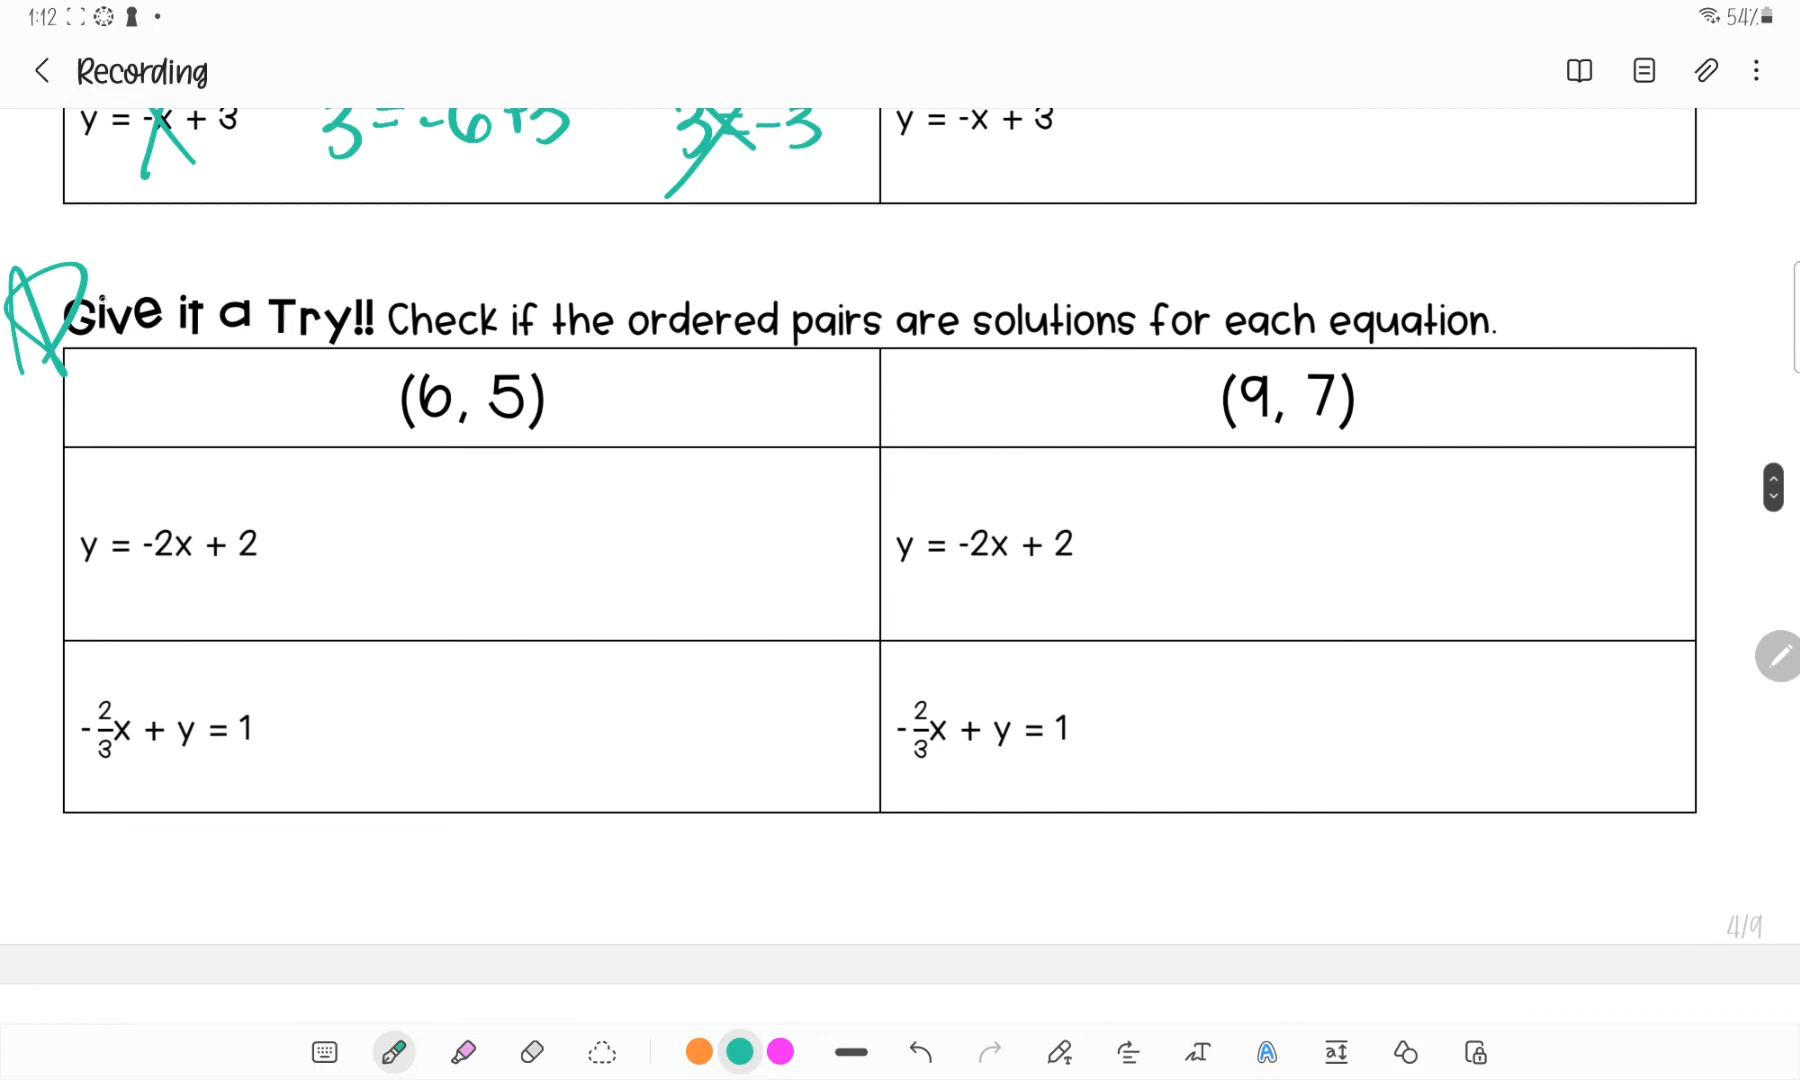 1:12 54%
Recording
y = -x + 3 3 = -6+3 3≠-3 y = -x + 3
Give it a Try!! Check if the ordered pairs are solutions for each equation.
(6, 5) (9, 7)
y = -2x + 2 y = -2x + 2
-2/3x + y = 1 -2/3x + y = 1
4/9